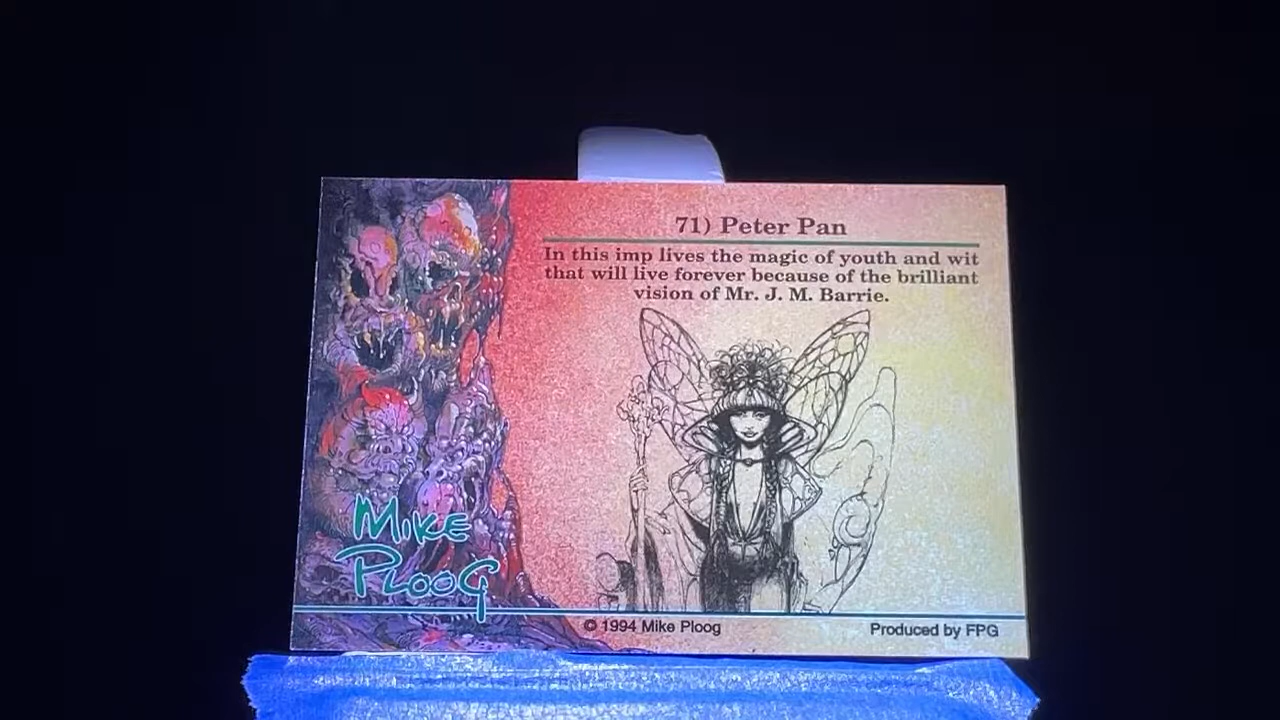 71) Peter Pan
In this imp lives the magic of youth and wit
that will live forever because of the brilliant
vision of Mr. J. M. Barrie.
MIKE
PLOOG
© 1994 Mike Ploog
Produced by FPG